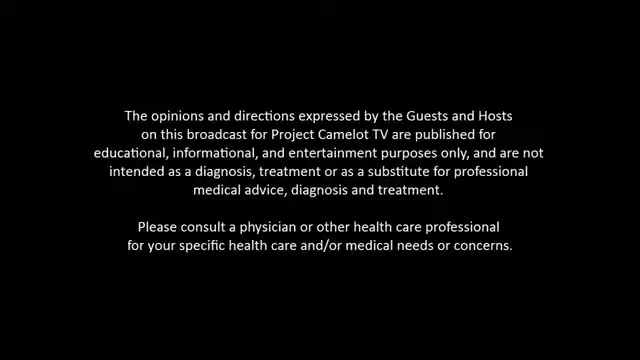 The opinions and directions expressed by the Guests and Hosts
on this broadcast for Project Camelot TV are published for
educational, informational, and entertainment purposes only, and are not
intended as a diagnosis, treatment or as a substitute for professional
medical advice, diagnosis and treatment.
Please consult a physician or other health care professional
for your specific health care and/or medical needs or concerns.